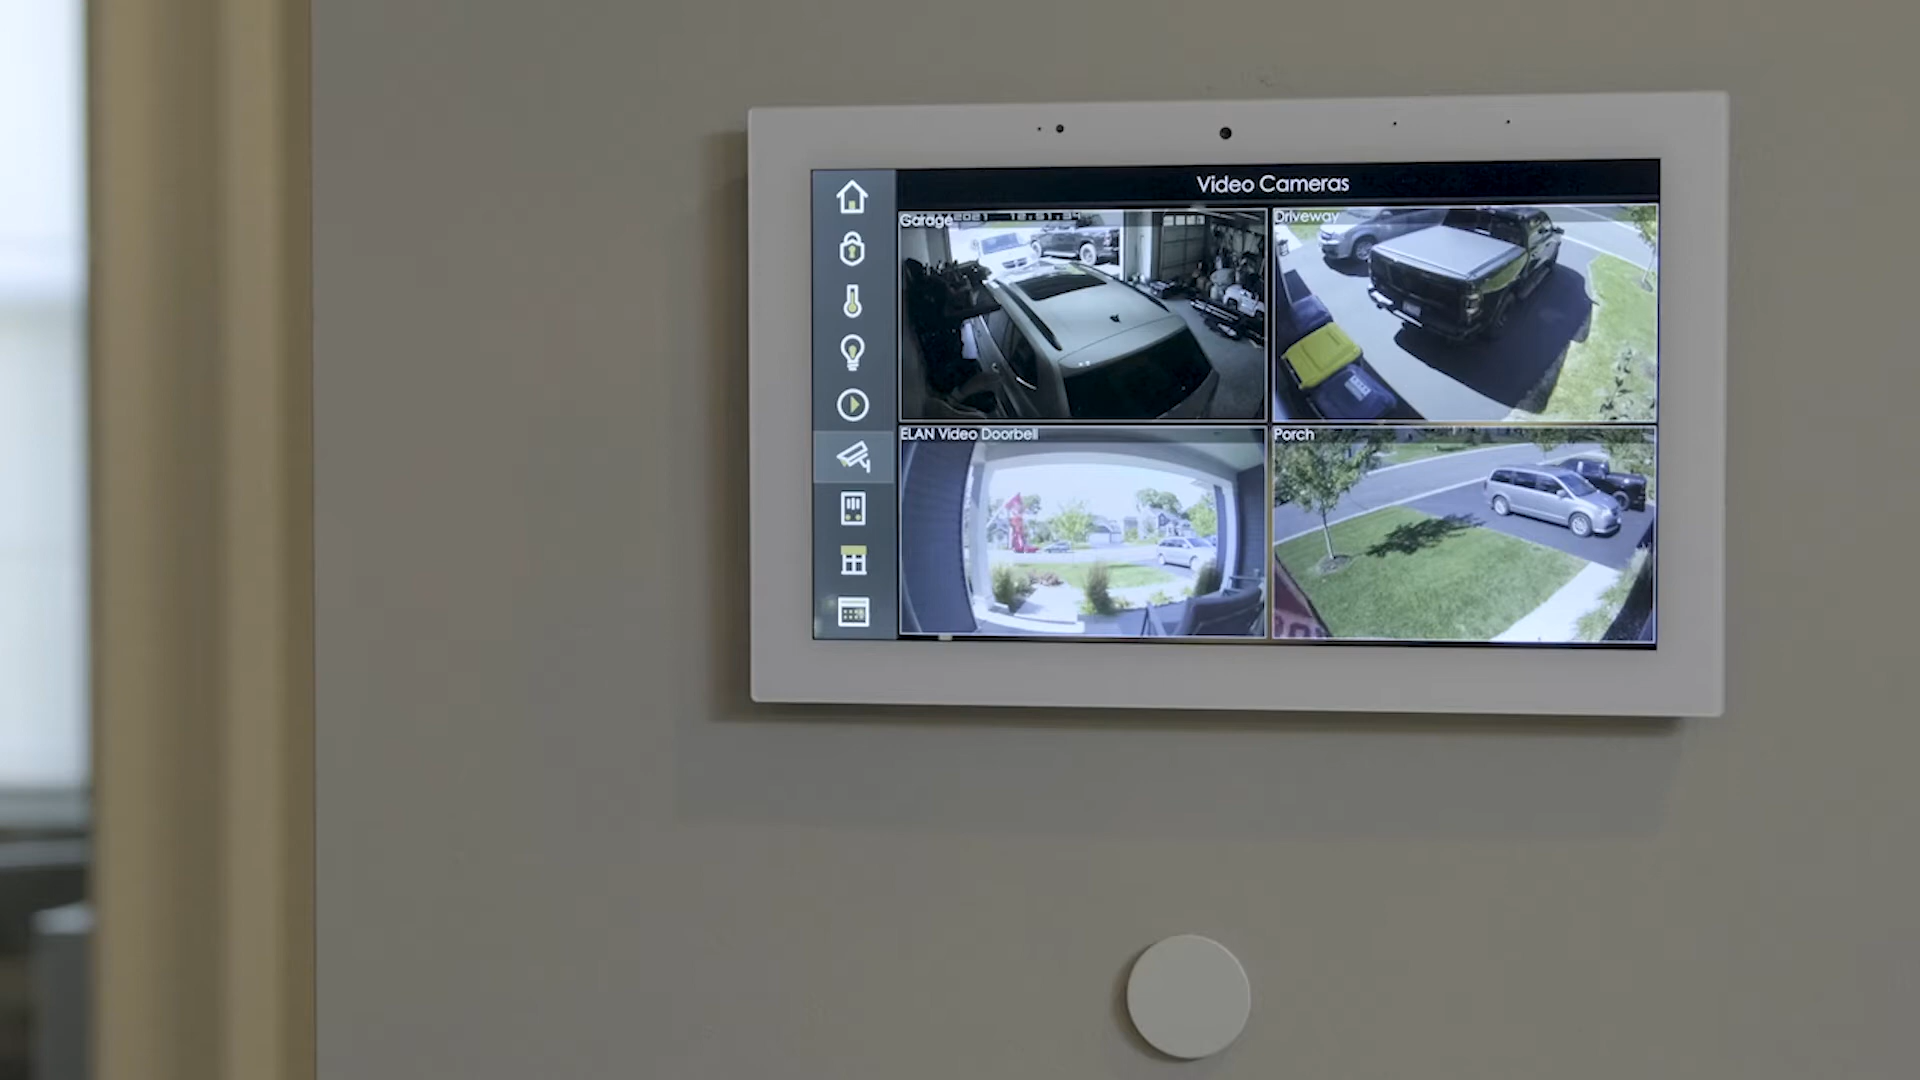 Video Cameras
Garage
Driveway
ELAN Video Doorbell
Porch